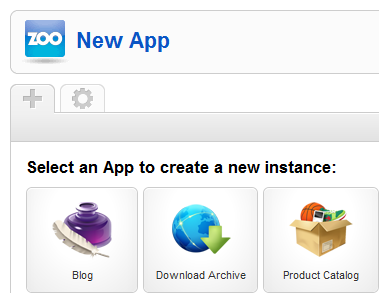 ZOO New App
Select an App to create a new instance:
Blog Download Archive Product Catalog